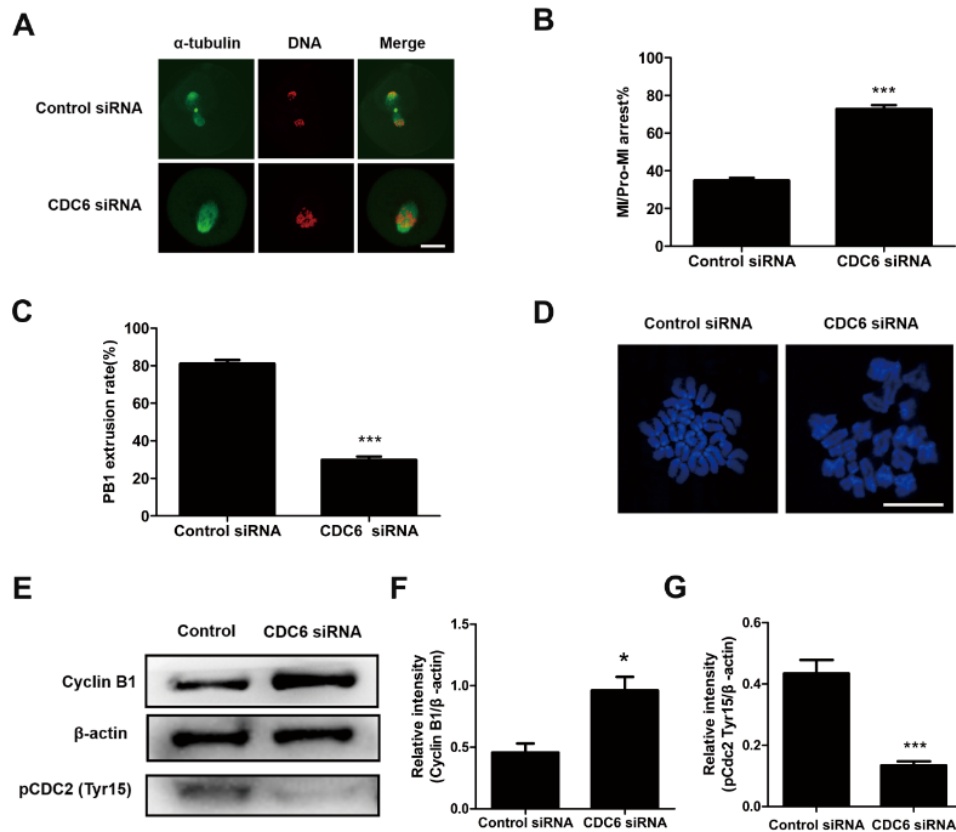 A
α-tubulin DNA Merge
Control siRNA
CDC6 siRNA
B
MI/Pro-MI arrest%
100
80
60
40
20
0
***
Control siRNA CDC6 siRNA
C
PB1 extrusion rate(%)
100
80
60
40
20
0
***
Control siRNA CDC6 siRNA
D
Control siRNA CDC6 siRNA
E
Control CDC6 siRNA
Cyclin B1
β-actin
pCDC2 (Tyr15)
F
Relative intensity
(Cyclin B1/β -actin)
1.5
1.0
0.5
0.0
*
Control siRNA CDC6 siRNA
G
Relative intensity
(pCdc2 Tyr15/β -actin)
0.6
0.4
0.2
0.0
***
Control siRNA CDC6 siRNA